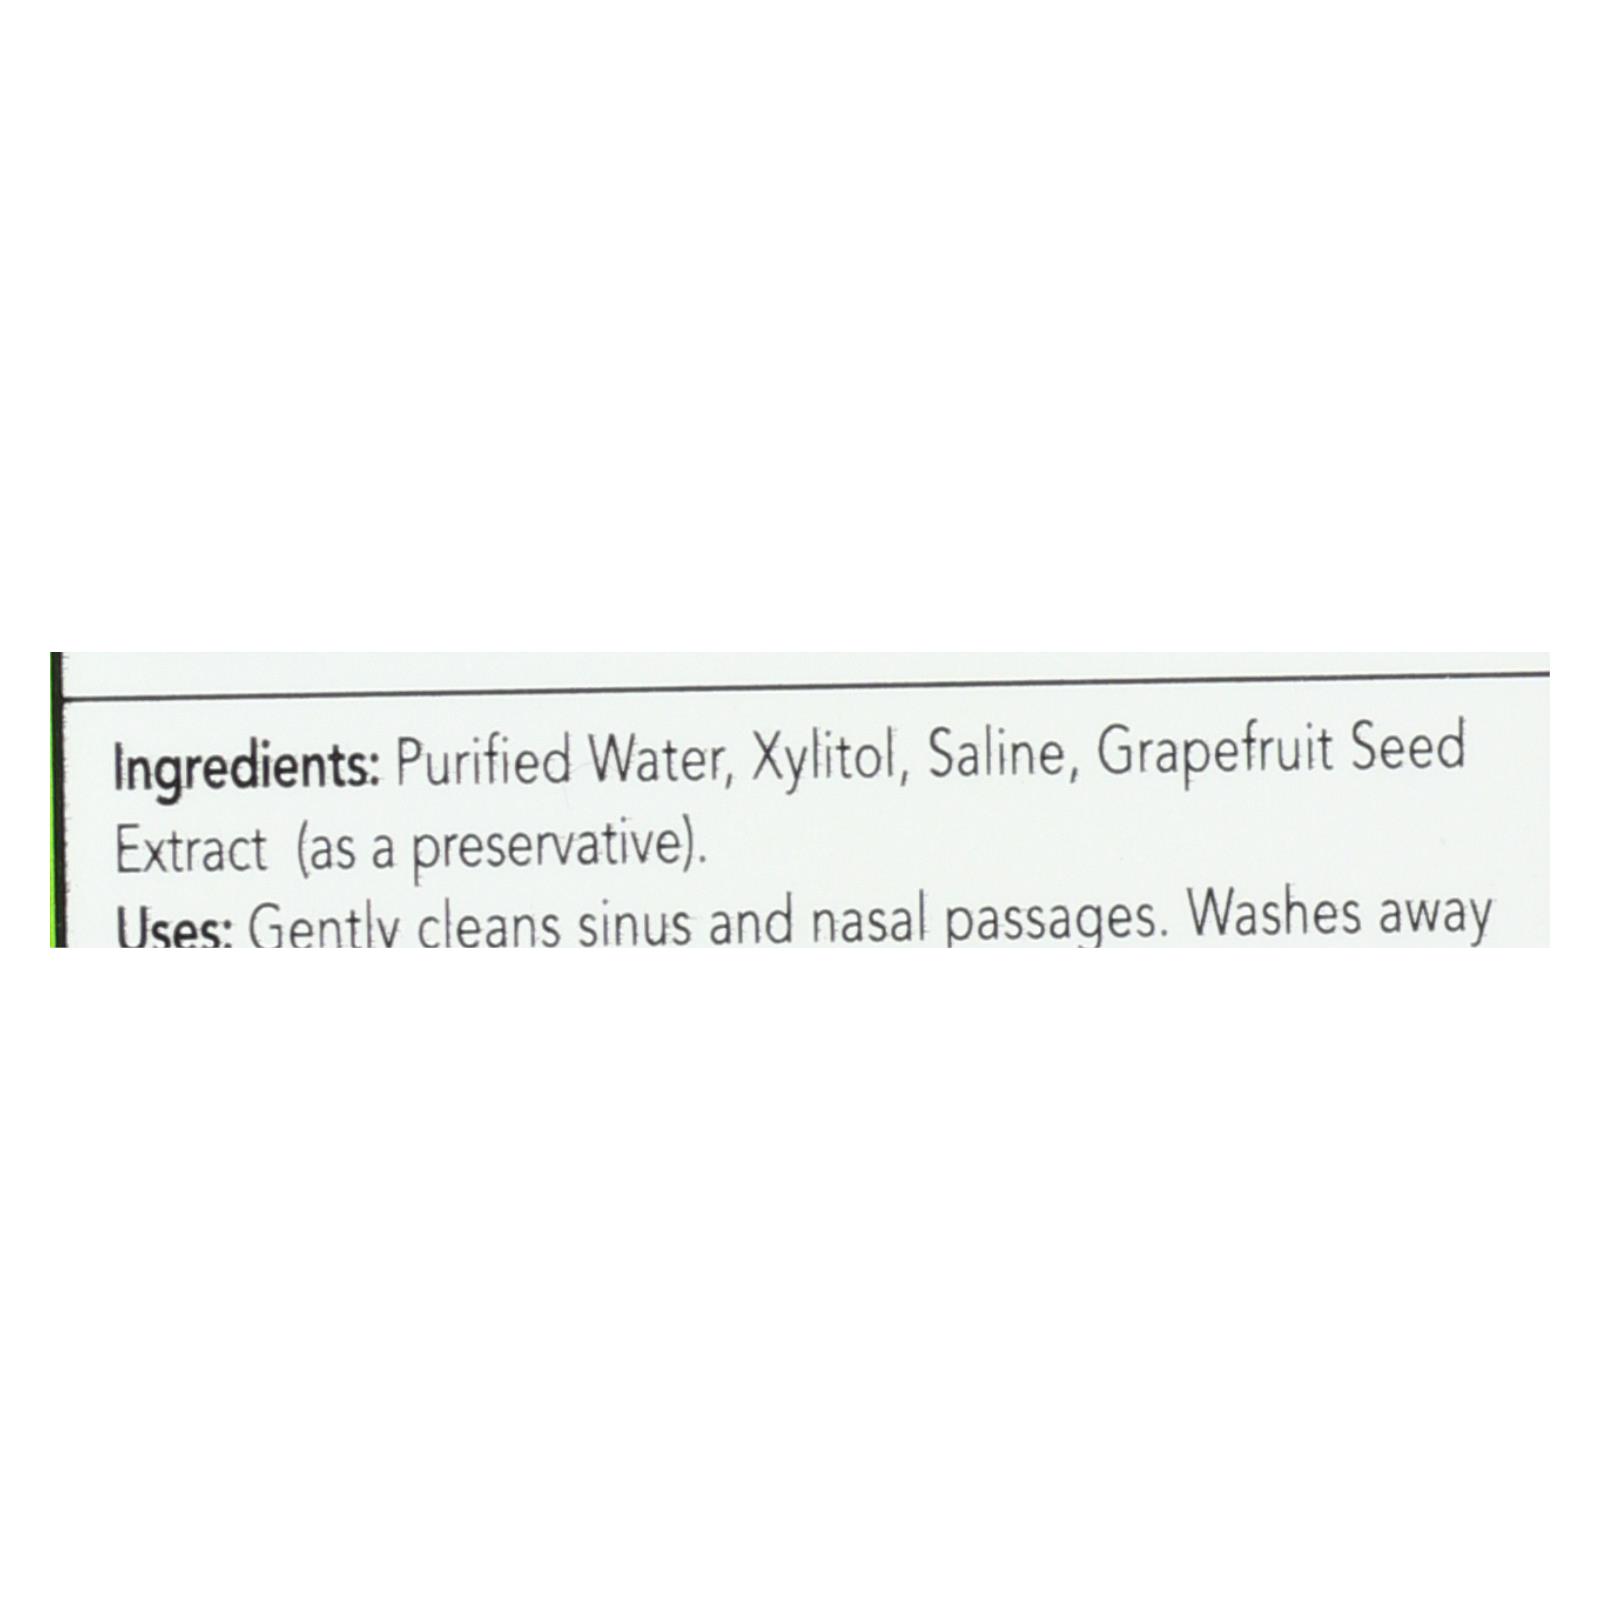 Ingredients: Purified Water, Xylitol, Saline, Grapefruit Seed
Extract (as a preservative).
Uses: Gently cleans sinus and nasal passages. Washes away